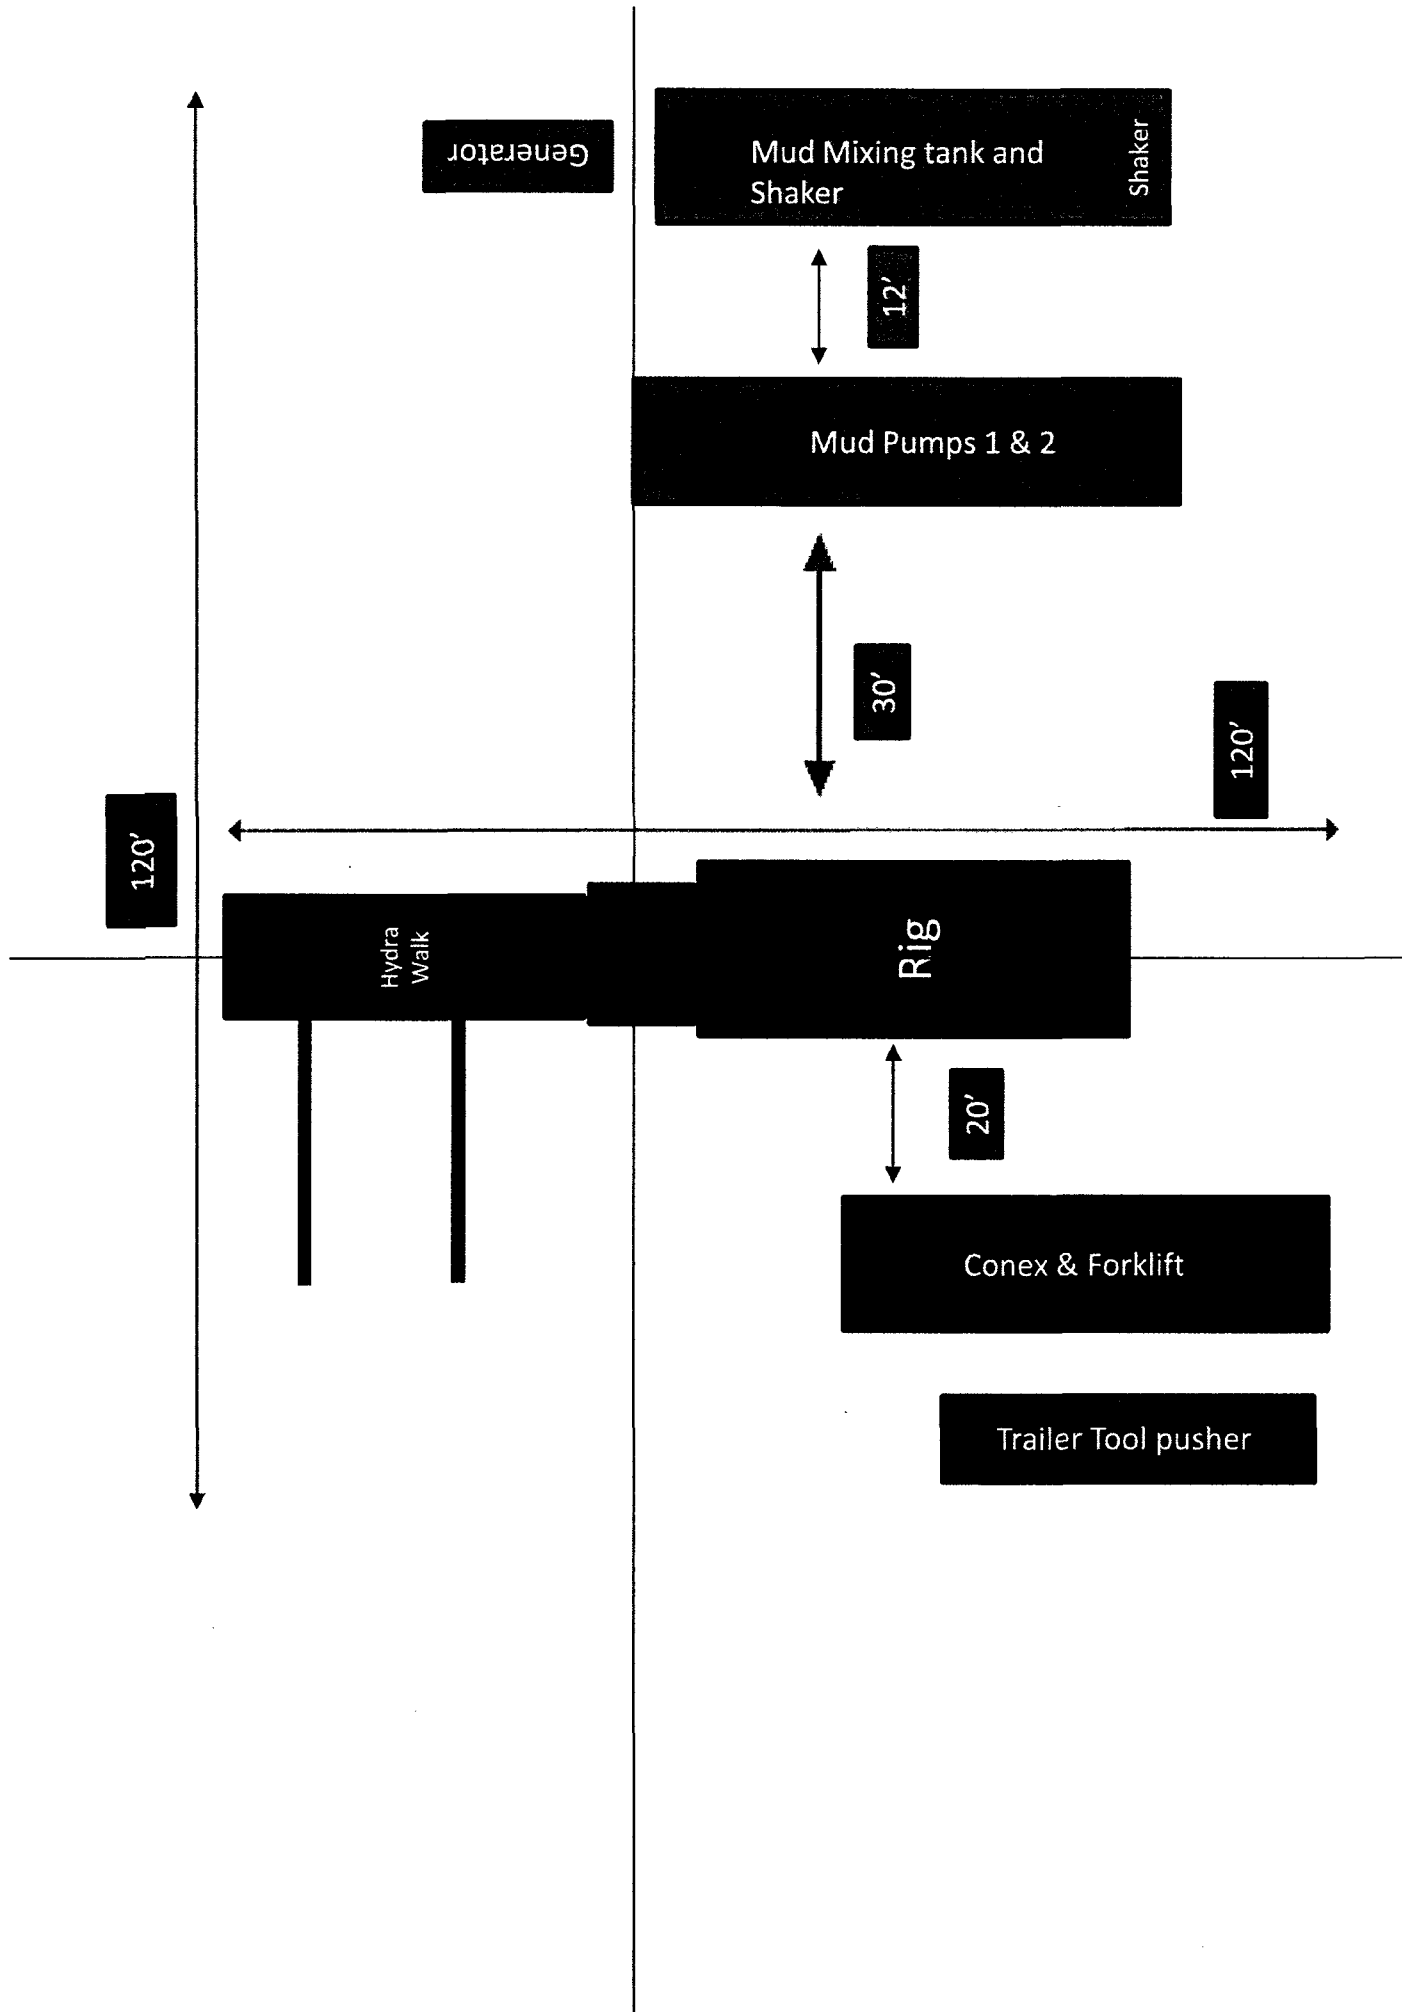 Generator
Mud Mixing tank and
Shaker
Shaker
12’
Mud Pumps 1 & 2
30’
120’
120’
Hydra
Walk
Rig
20’
Conex & Forklift
Trailer Tool pusher